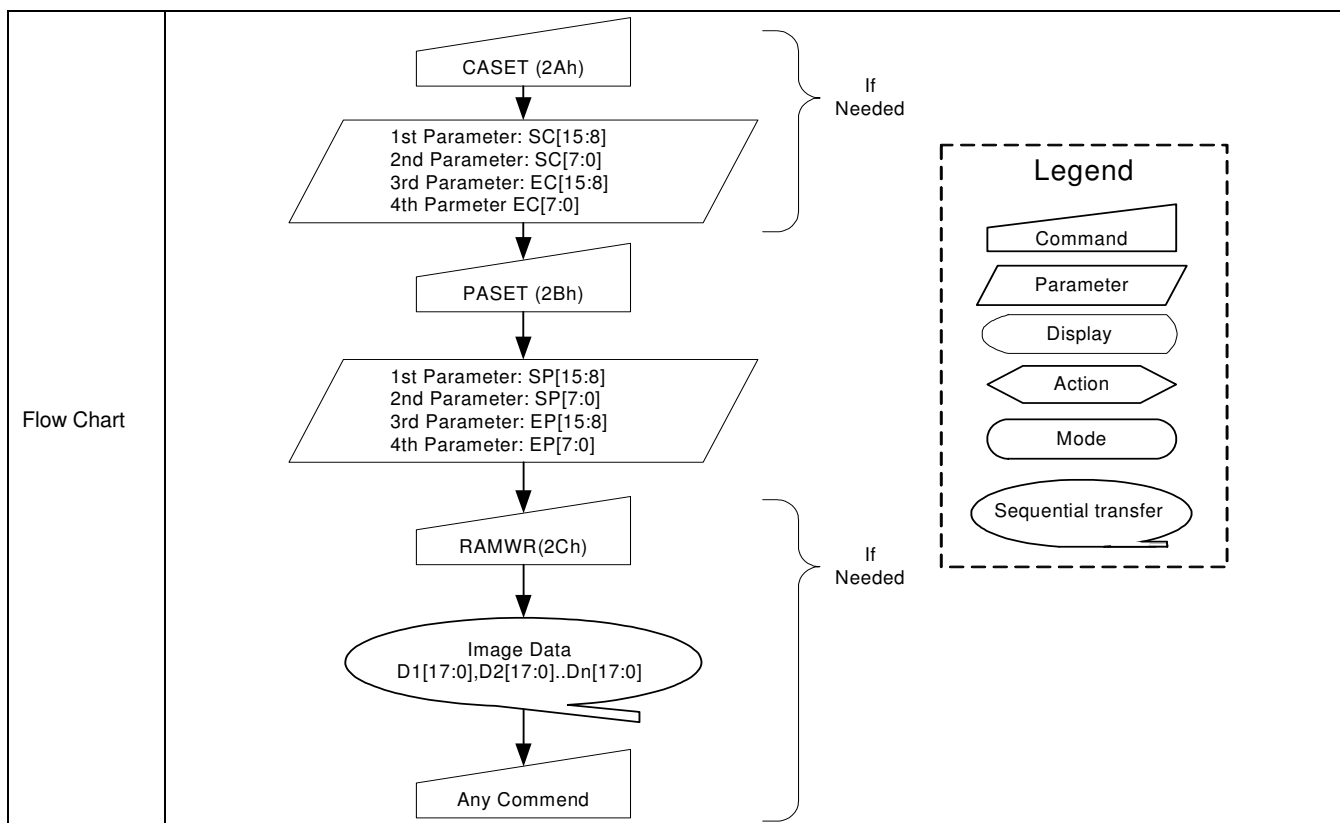 Flow Chart
CASET (2Ah)
1st Parameter: SC[15:8]
2nd Parameter: SC[7:0]
3rd Parameter: EC[15:8]
4th Parmeter EC[7:0]
If
Needed
PASET (2Bh)
1st Parameter: SP[15:8]
2nd Parameter: SP[7:0]
3rd Parameter: EP[15:8]
4th Parameter: EP[7:0]
RAMWR(2Ch)
If
Needed
Image Data
D1[17:0],D2[17:0]..Dn[17:0]
Any Commend
Legend
Command
Parameter
Display
Action
Mode
Sequential transfer